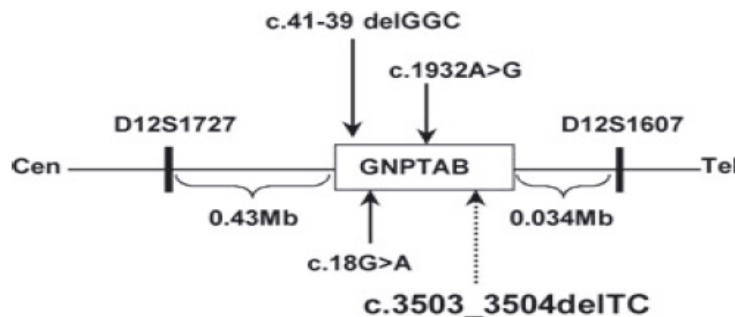 c.41-39 delGGC
c.1932A>G
D12S1727
D12S1607
Cen
GNPTAB
Tel
0.43Mb
0.034Mb
c.18G>A
c.3503_3504delTC